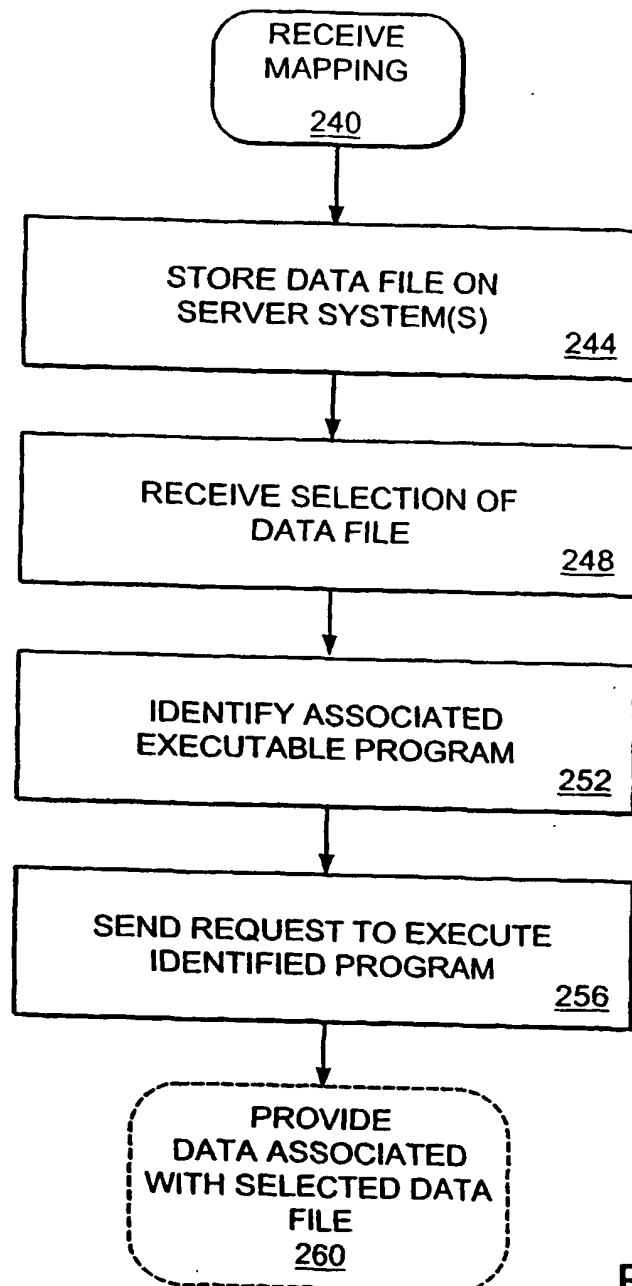 RECEIVE
MAPPING
240
STORE DATA FILE ON
SERVER SYSTEM(S)
244
RECEIVE SELECTION OF
DATA FILE
248
IDENTIFY ASSOCIATED
EXECUTABLE PROGRAM
252
SEND REQUEST TO EXECUTE
IDENTIFIED PROGRAM
256
PROVIDE
DATA ASSOCIATED
WITH SELECTED DATA
FILE
260